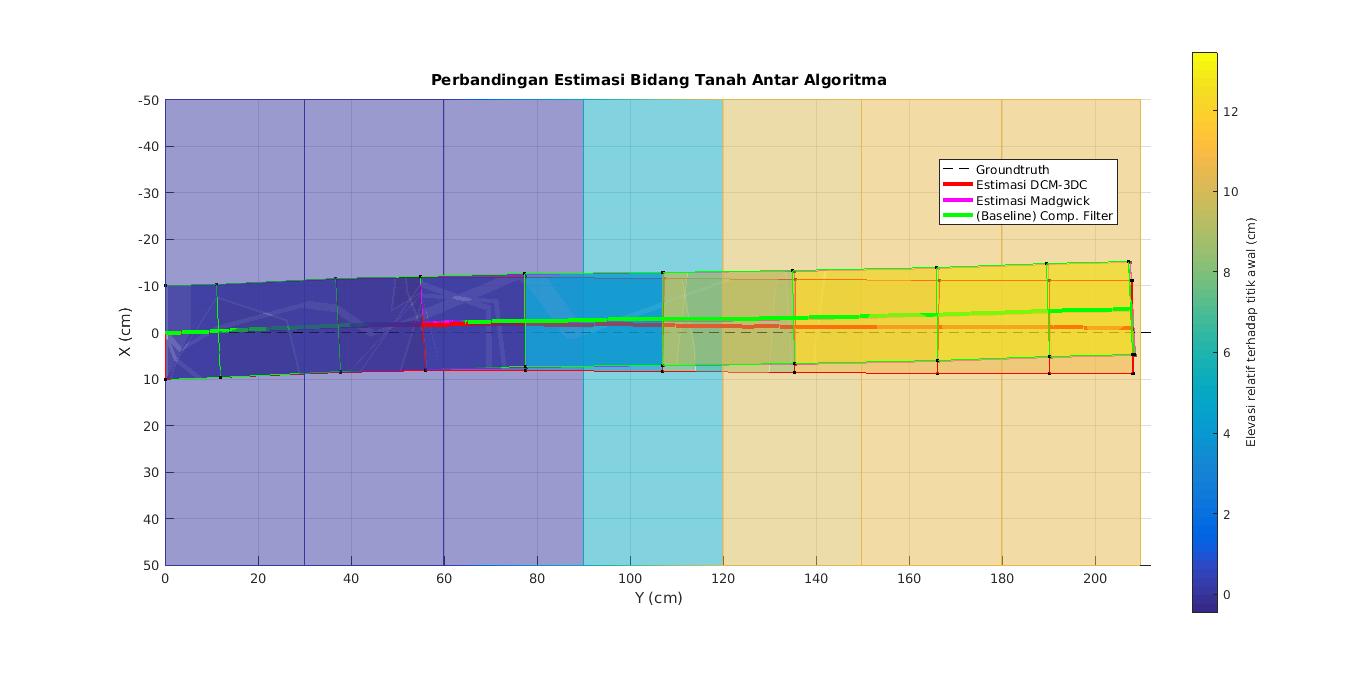 Perbandingan Estimasi Bidang Tanah Antar Algoritma
-50
-40
-30
-20
-10
0
10
20
30
40
50
X (cm)
0 20 40 60 80 100 120 140 160 180 200
Y (cm)
Groundtruth
Estimasi DCM-3DC
Estimasi Madgwick
(Baseline) Comp. Filter
12
10
8
6
4
2
0
Elevasi relatif terhadap titik awal (cm)